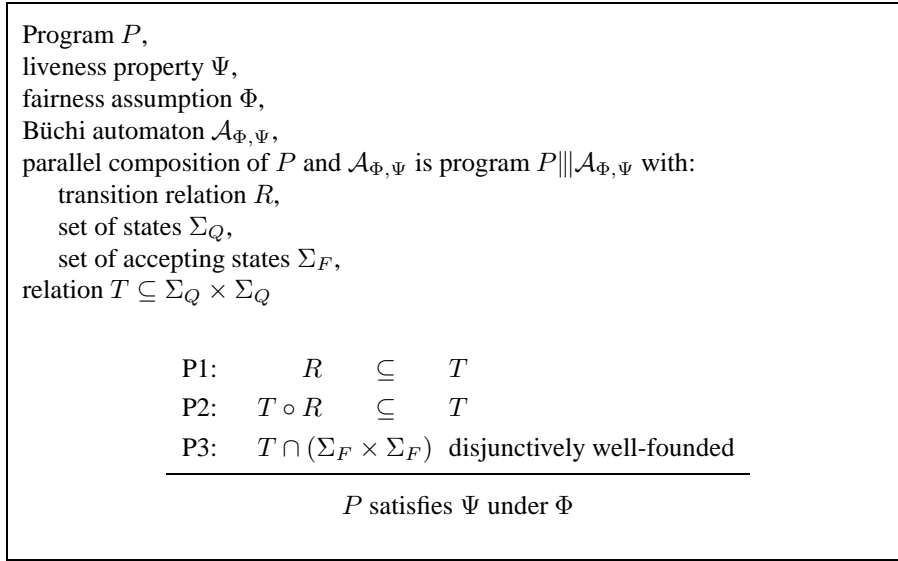 Program P,
liveness property Ψ,
fairness assumption Φ,
Büchi automaton 𝒜_{Φ,Ψ},
parallel composition of P and 𝒜_{Φ,Ψ} is program P|||𝒜_{Φ,Ψ} with:
transition relation R,
set of states Σ_Q,
set of accepting states Σ_F,
relation T ⊆ Σ_Q × Σ_Q
P1: R ⊆ T
P2: T ∘ R ⊆ T
P3: T ∩ (Σ_F × Σ_F) disjunctively well-founded
P satisfies Ψ under Φ